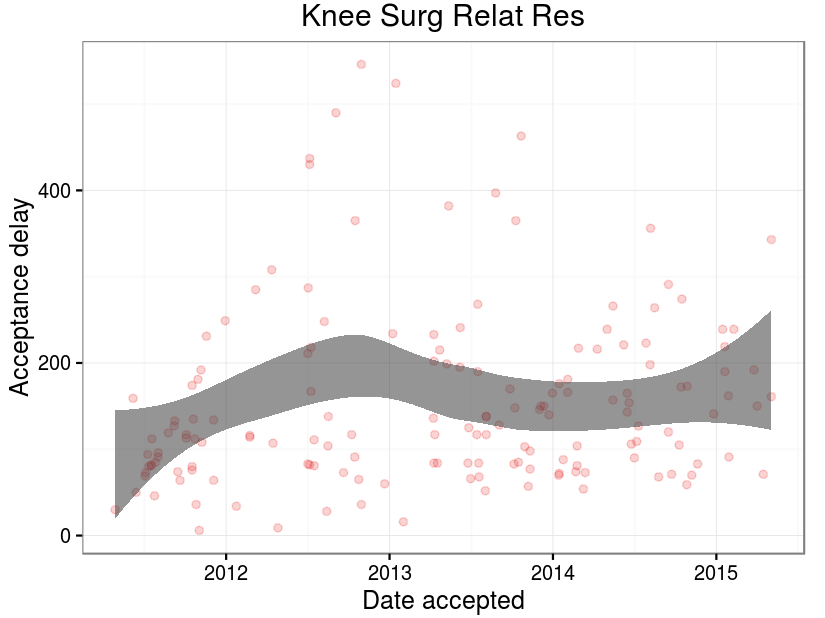 Knee Surg Relat Res
Acceptance delay
400
200
0
2012 2013 2014 2015
Date accepted